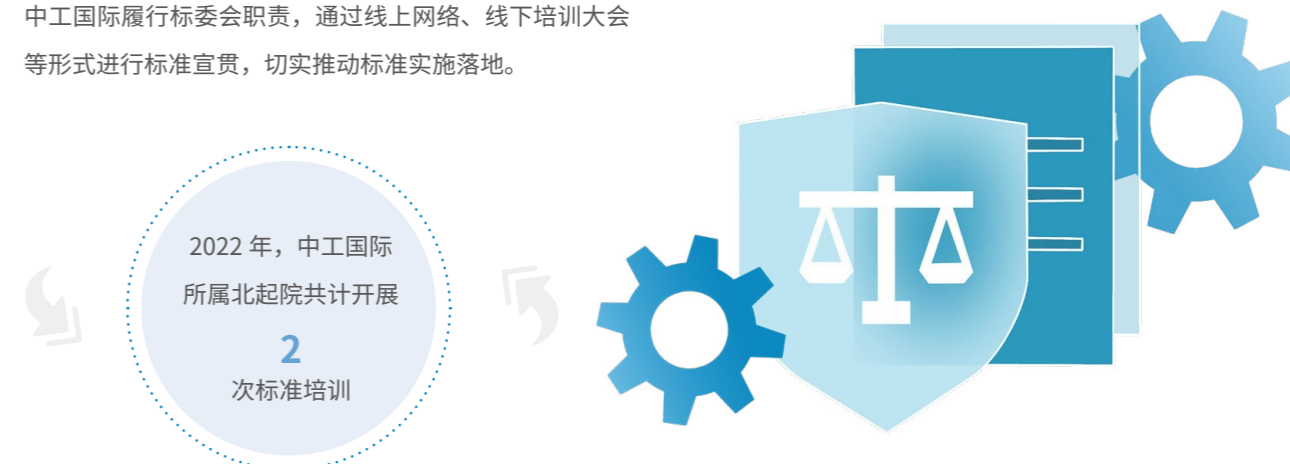 中工国际履行标委会职责，通过线上网络、线下培训大会
等形式进行标准宣贯，切实推动标准实施落地。
2022 年，中工国际
所属北起院共计开展
2
次标准培训